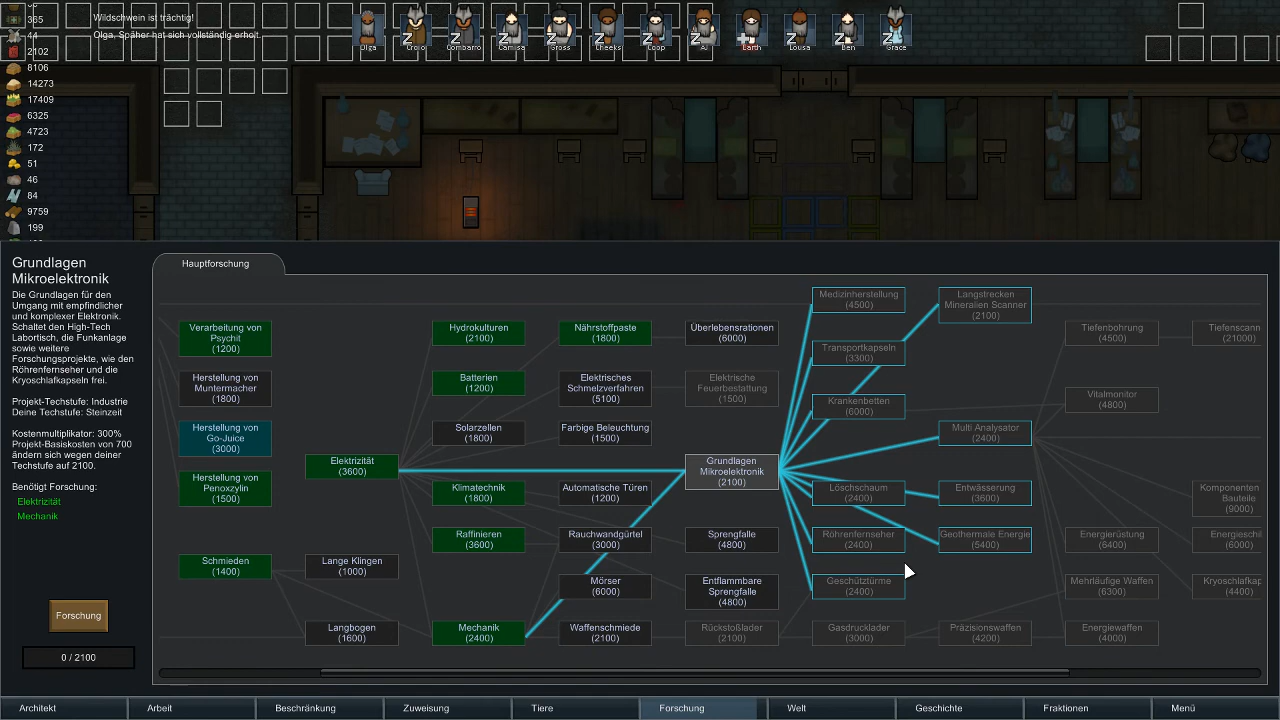 365
44
2102
8106
14273
17409
6325
4723
172
51
46
84
9759
199
Wildschwein ist trächtig!
Olga, Späher hat sich vollständig erholt.
Olga
Combarro
Camisa
Gross
Cheeks
Coop
AJ
Barth
Lousa
Ben
Grace
Grundlagen
Mikroelektronik
Die Grundlagen für den
Umgang mit empfindlicher
und komplexer Elektronik.
Schaltet den High-Tech
Labortisch, die Funkanlage
sowie weitere
Forschungsprojekte, wie den
Röhrenfernseher und die
Kryoschlafkapseln frei.
Projekt-Techstufe: Industrie
Deine Techstufe: Steinzeit
Kostenmultiplikator: 300%
Projekt-Basiskosten von 700
ändern sich wegen deiner
Techstufe auf 2100.
Benötigt Forschung:
Elektrizität
Mechanik
Forschung
0 / 2100
Hauptforschung
Verarbeitung von
Psychit
(1200)
Herstellung von
Muntermacher
(1800)
Herstellung von
Go-Juice
(3000)
Herstellung von
Penoxzylin
(1500)
Schmieden
(1400)
Elektrizität
(3600)
Lange Klingen
(1000)
Langbogen
(1600)
Hydrokulturen
(2100)
Batterien
(1200)
Solarzellen
(1800)
Klimatechnik
(1800)
Raffinieren
(3600)
Mechanik
(2400)
Nährstoffpaste
(1800)
Elektrisches
Schmelzverfahren
(5100)
Farbige Beleuchtung
(1500)
Automatische Türen
(1200)
Rauchwandgürtel
(3000)
Mörser
(6000)
Waffenschmiede
(2100)
Überlebensrationen
(6000)
Elektrische
Feuerbestattung
(1500)
Grundlagen
Mikroelektronik
(2100)
Sprengfalle
(4800)
Entflammbare
Sprengfalle
(4800)
Rückstoßlader
(2100)
Medizinherstellung
(4500)
Transportkapseln
(3300)
Krankenbetten
(6000)
Löschschaum
(2400)
Röhrenfernseher
(2400)
Geschütztürme
(2400)
Gasdrucklader
(3000)
Langstrecken
Mineralien Scanner
(2100)
Multi Analysator
(2400)
Entwässerung
(3600)
Geothermale Energie
(5400)
Präzisionswaffen
(4200)
Tiefenbohrung
(4500)
Vitalmonitor
(4800)
Energierüstung
(6400)
Mehrläufige Waffen
(6300)
Energiewaffen
(4000)
Tiefenscann
(21000)
Komponenten
Bauteile
(9000)
Energieschil
(6000)
Kryoschlafkap
(4400)
Architekt
Arbeit
Beschränkung
Zuweisung
Tiere
Forschung
Welt
Geschichte
Fraktionen
Menü